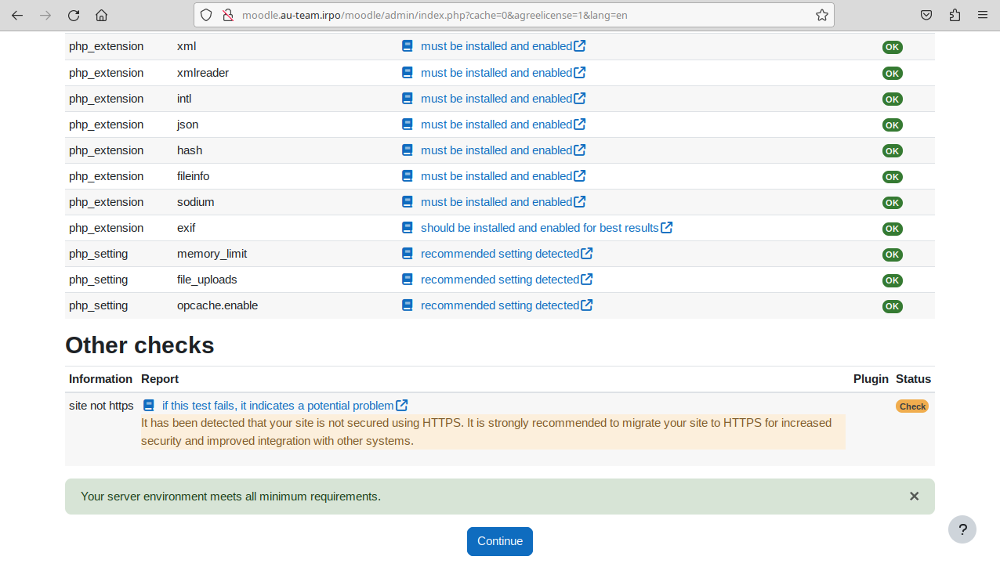 moodle.au-team.irpo/moodle/admin/index.php?cache=0&agreelicense=1&lang=en
php_extension xml must be installed and enabled OK
php_extension xmlreader must be installed and enabled OK
php_extension intl must be installed and enabled OK
php_extension json must be installed and enabled OK
php_extension hash must be installed and enabled OK
php_extension fileinfo must be installed and enabled OK
php_extension sodium must be installed and enabled OK
php_extension exif should be installed and enabled for best results OK
php_setting memory_limit recommended setting detected OK
php_setting file_uploads recommended setting detected OK
php_setting opcache.enable recommended setting detected OK
Other checks
Information Report Plugin Status
site not https if this test fails, it indicates a potential problem Check
It has been detected that your site is not secured using HTTPS. It is strongly recommended to migrate your site to HTTPS for increased
security and improved integration with other systems.
Your server environment meets all minimum requirements. ×
Continue
?